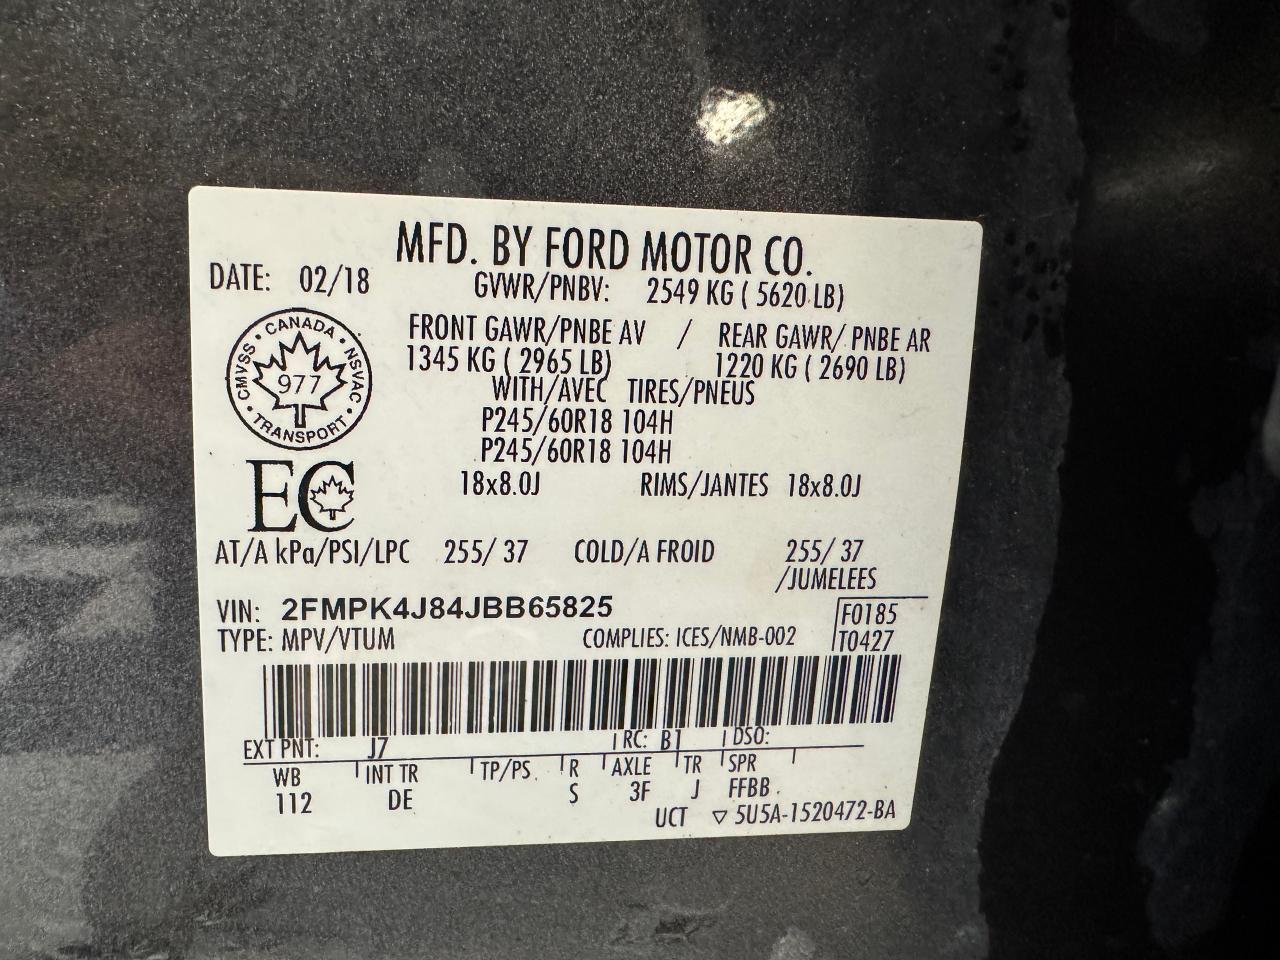 MFD. BY FORD MOTOR CO.
DATE: 02/18 GVWR/PNBV: 2549 KG ( 5620 LB)
FRONT GAWR/PNBE AV / REAR GAWR/ PNBE AR
1345 KG ( 2965 LB) 1220 KG ( 2690 LB)
WITH/AVEC TIRES/PNEUS
P245/60R18 104H
P245/60R18 104H
18x8.0J RIMS/JANTES 18x8.0J
CANADA
CMVSS NSVAC
977
TRANSPORT
EC
AT/A kPa/PSI/LPC 255/ 37 COLD/A FROID 255/ 37
/JUMELEES
VIN: 2FMPK4J84JBB65825
F0185
TYPE: MPV/VTUM COMPLIES: ICES/NMB-002 T0427
EXT PNT: J7 RC: B1 DSO:
WB INT TR TP/PS R AXLE TR SPR
112 DE S 3F J FFBB
UCT ▽ 5U5A-1520472-BA